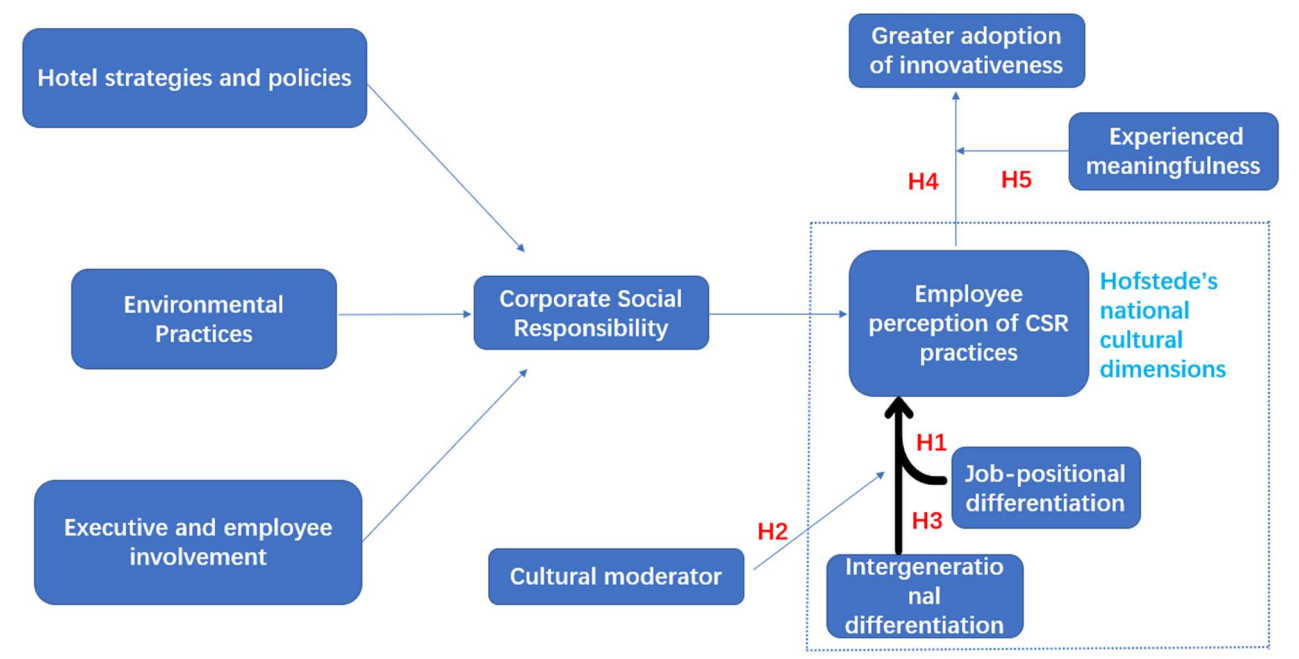 Hotel strategies and policies
Environmental
Practices
Executive and employee
involvement
Corporate Social
Responsibility
Cultural moderator
H2
Greater adoption
of innovativeness
Experienced
meaningfulness
H4
H5
Employee
perception of CSR
practices
Hofstede’s
national
cultural
dimensions
H1
Job-positional
differentiation
H3
Intergeneratio
nal
differentiation